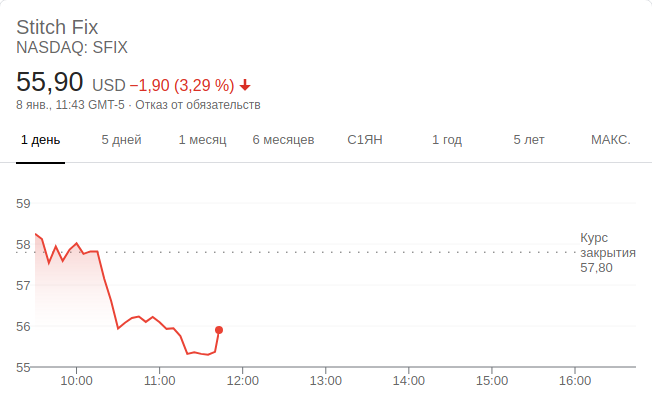 Stitch Fix
NASDAQ: SFIX
55,90 USD −1,90 (3,29 %)
8 янв., 11:43 GMT-5 · Отказ от обязательств
1 день 5 дней 1 месяц 6 месяцев С1ЯН 1 год 5 лет МАКС.
59
58
57
56
55
Курс
закрытия
57,80
10:00 11:00 12:00 13:00 14:00 15:00 16:00